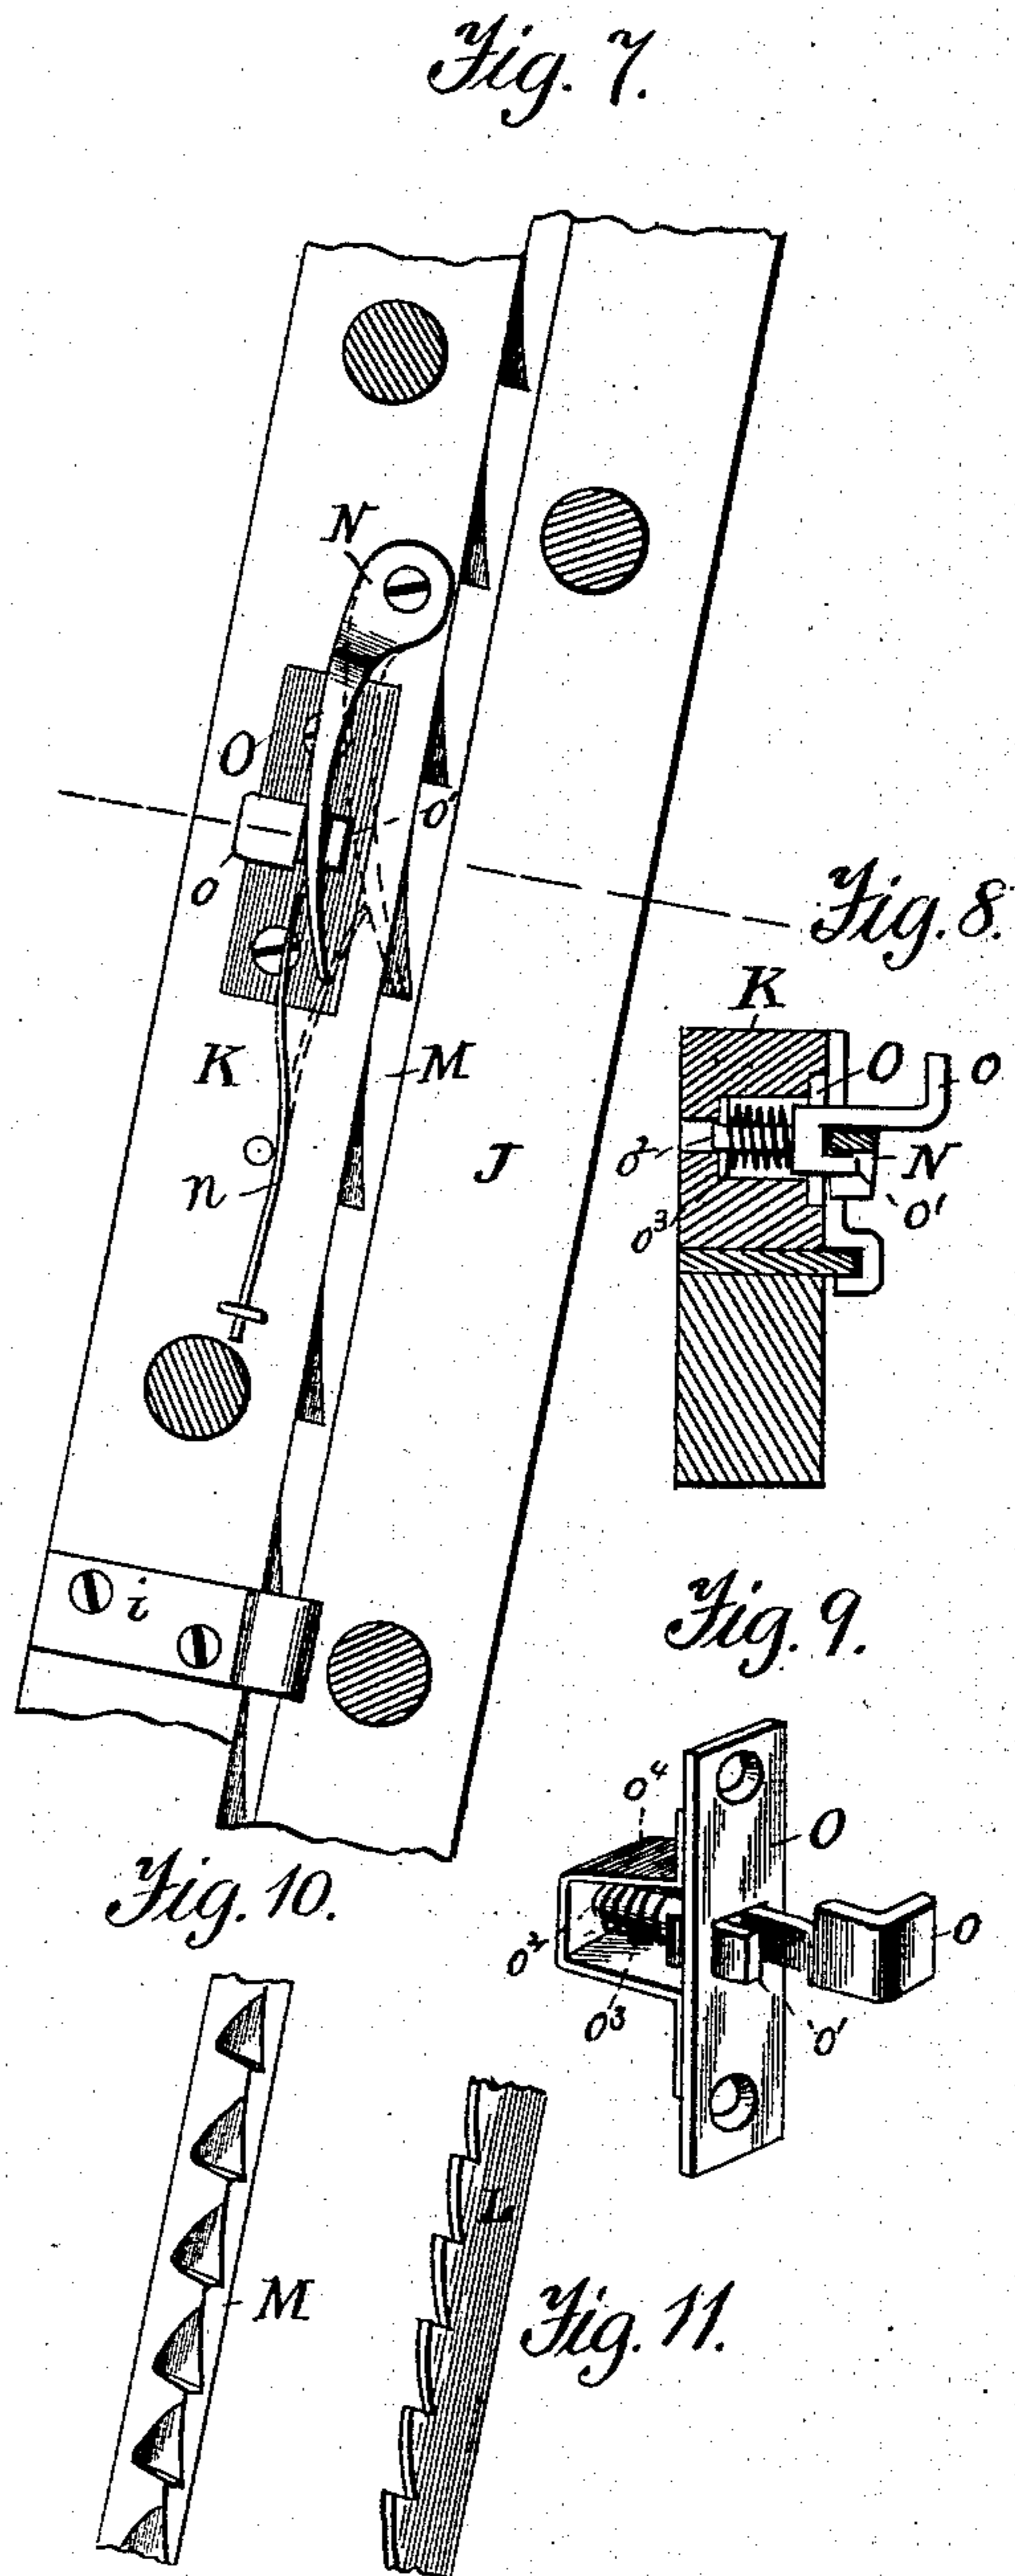 Fig. 7.
N
O
o'
o
K
M
n
J
i
Fig. 8.
K
O
o
o²
N
o'
o³
Fig. 9.
o⁴
O
o
o²
o³
o'
Fig. 10.
M
L
Fig. 11.